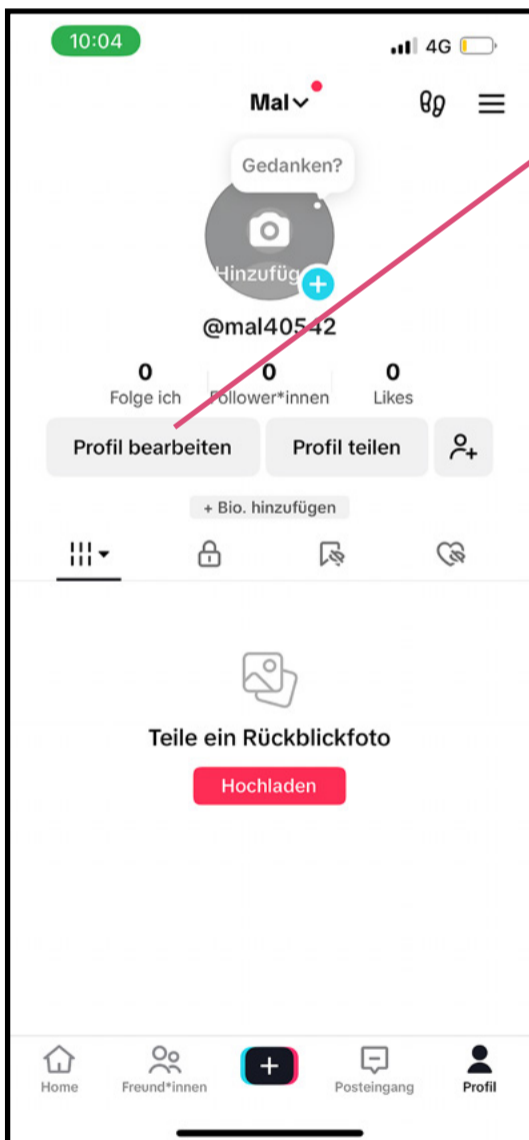 10:04
4G
Mal
Gedanken?
Hinzufüg
@mal40542
0 0 0
Folge ich Follower*innen Likes
Profil bearbeiten Profil teilen
+ Bio. hinzufügen
Teile ein Rückblickfoto
Hochladen
Home Freund*innen Posteingang Profil